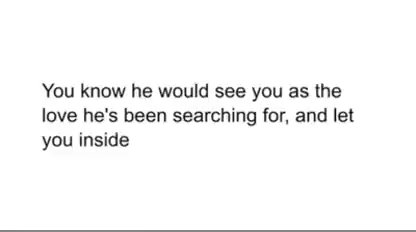 You know he would see you as the
love he's been searching for, and let
you inside